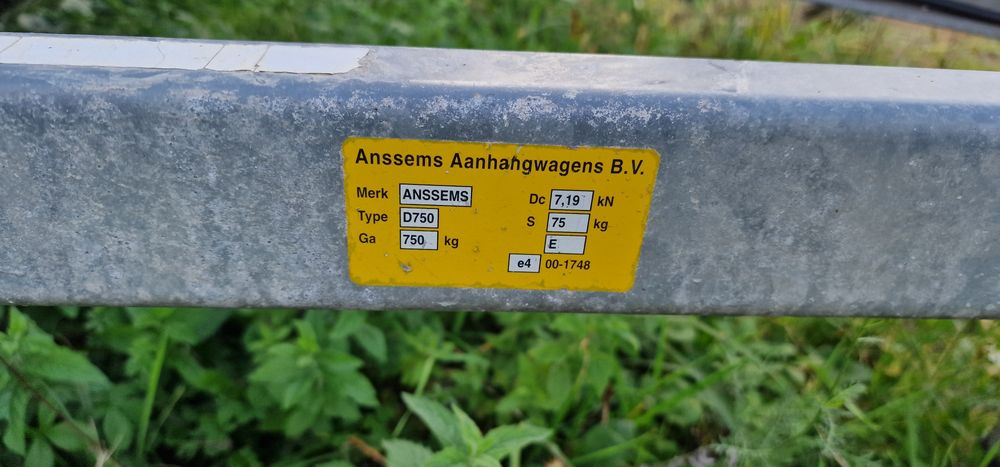 Anssems Aanhangwagens B.V.
Merk ANSSEMS
Type D750
Ga 750 kg
Dc 7,19 kN
S 75 kg
E
e4 00-1748